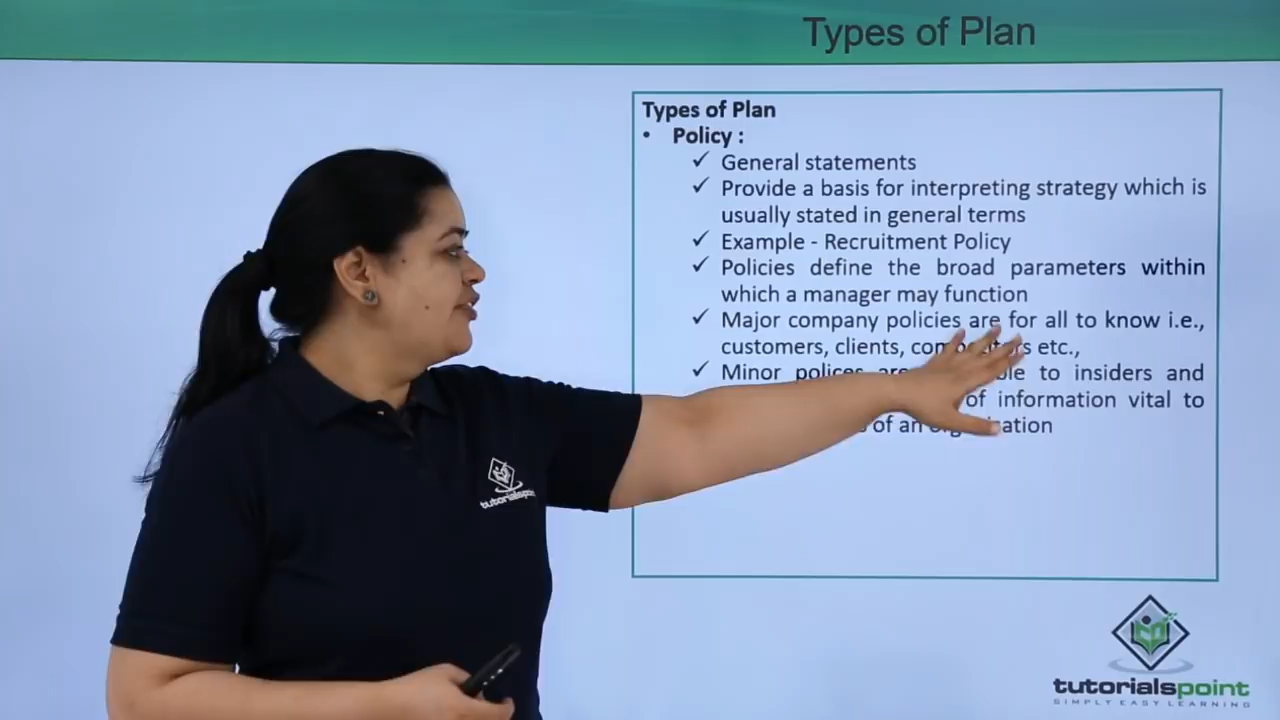 Types of Plan
Types of Plan
• Policy :
✓ General statements
✓ Provide a basis for interpreting strategy which is
usually stated in general terms
✓ Example - Recruitment Policy
✓ Policies define the broad parameters within
which a manager may function
✓ Major company policies are for all to know i.e.,
customers, clients, competitors etc.,
✓ Minor polices are to insiders and
of information vital to
of an organisation
tutorialspoint
tutorialspoint
SIMPLY EASY LEARNING